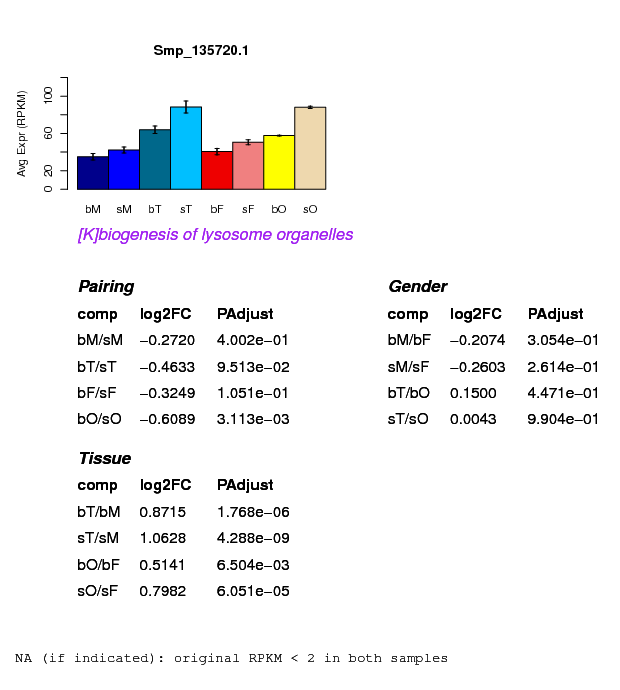 Smp_135720.1
Avg Expr (RPKM)
0 20 60 100
bM sM bT sT bF sF bO sO
[K]biogenesis of lysosome organelles
Pairing
comp log2FC PAdjust
bM/sM −0.2720 4.002e−01
bT/sT −0.4633 9.513e−02
bF/sF −0.3249 1.051e−01
bO/sO −0.6089 3.113e−03
Gender
comp log2FC PAdjust
bM/bF −0.2074 3.054e−01
sM/sF −0.2603 2.614e−01
bT/bO 0.1500 4.471e−01
sT/sO 0.0043 9.904e−01
Tissue
comp log2FC PAdjust
bT/bM 0.8715 1.768e−06
sT/sM 1.0628 4.288e−09
bO/bF 0.5141 6.504e−03
sO/sF 0.7982 6.051e−05
NA (if indicated): original RPKM < 2 in both samples